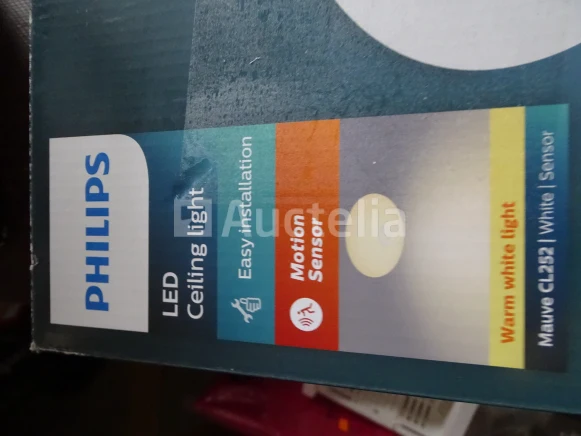 PHILIPS
LED
Ceiling light
Easy installation
Motion
Sensor
Warm white light
Mauve CL252 | White | Sensor
Auctelia